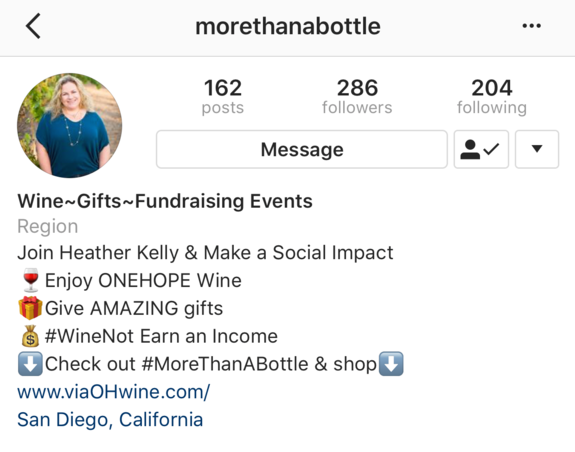 morethanabottle
162 286 204
posts followers following
Message
Wine~Gifts~Fundraising Events
Region
Join Heather Kelly & Make a Social Impact
🍷Enjoy ONEHOPE Wine
🎁Give AMAZING gifts
💰#WineNot Earn an Income
⬇️Check out #MoreThanABottle & shop⬇️
www.viaOHwine.com/
San Diego, California